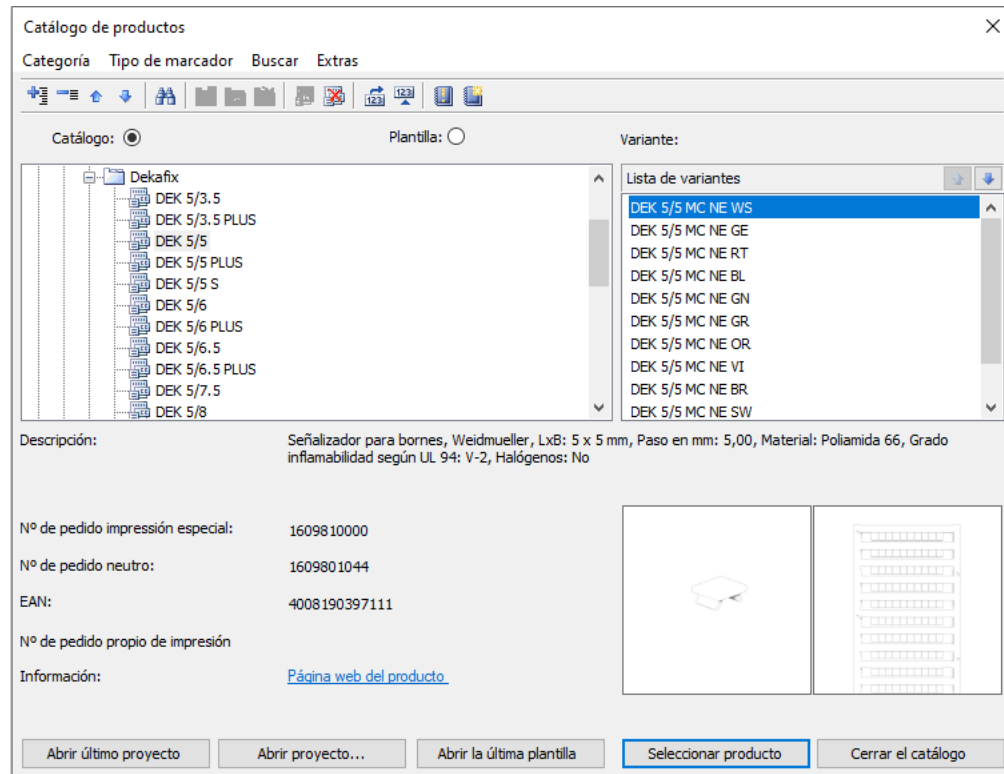 Catálogo de productos
Categoría Tipo de marcador Buscar Extras
123 123
Catálogo: Plantilla: Variante:
Dekafix
DEK 5/3.5
DEK 5/3.5 PLUS
DEK 5/5
DEK 5/5 PLUS
DEK 5/5 S
DEK 5/6
DEK 5/6 PLUS
DEK 5/6.5
DEK 5/6.5 PLUS
DEK 5/7.5
DEK 5/8
Lista de variantes
DEK 5/5 MC NE WS
DEK 5/5 MC NE GE
DEK 5/5 MC NE RT
DEK 5/5 MC NE BL
DEK 5/5 MC NE GN
DEK 5/5 MC NE GR
DEK 5/5 MC NE OR
DEK 5/5 MC NE VI
DEK 5/5 MC NE BR
DEK 5/5 MC NE SW
Descripción: Señalizador para bornes, Weidmueller, LxB: 5 x 5 mm, Paso en mm: 5,00, Material: Poliamida 66, Grado
inflamabilidad según UL 94: V-2, Halógenos: No
Nº de pedido impressión especial: 1609810000
Nº de pedido neutro: 1609801044
EAN: 4008190397111
Nº de pedido propio de impresión
Información: Página web del producto
Abrir último proyecto Abrir proyecto... Abrir la última plantilla Seleccionar producto Cerrar el catálogo